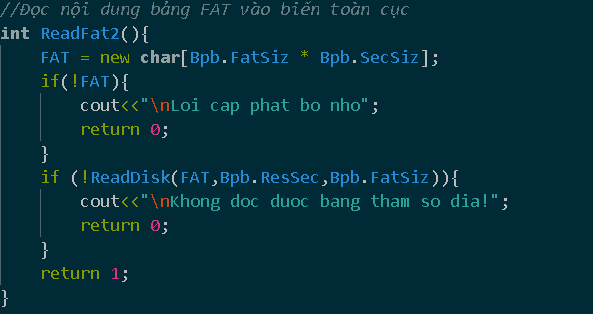 //Đọc nội dung bảng FAT vào biến toàn cục
int ReadFat2(){
    FAT = new char[Bpb.FatSiz * Bpb.SecSiz];
    if(!FAT){
        cout<<"\nLoi cap phat bo nho";
        return 0;
    }
    if (!ReadDisk(FAT,Bpb.ResSec,Bpb.FatSiz)){
        cout<<"\nKhong doc duoc bang tham so dia!";
        return 0;
    }
    return 1;
}